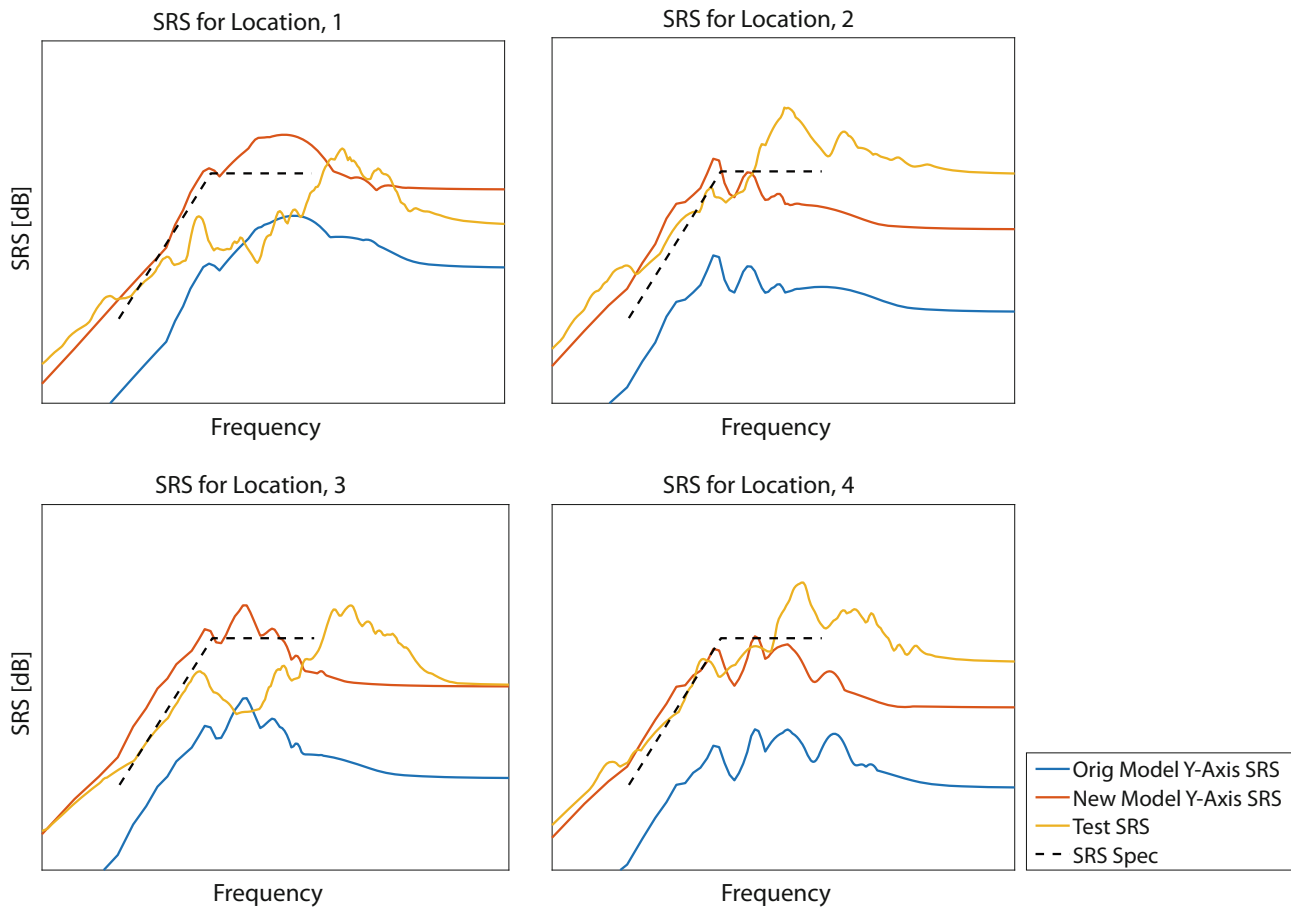 SRS for Location, 1
SRS [dB]
Frequency
SRS for Location, 2
Frequency
SRS for Location, 3
SRS [dB]
Frequency
SRS for Location, 4
Frequency
Orig Model Y-Axis SRS
New Model Y-Axis SRS
Test SRS
SRS Spec